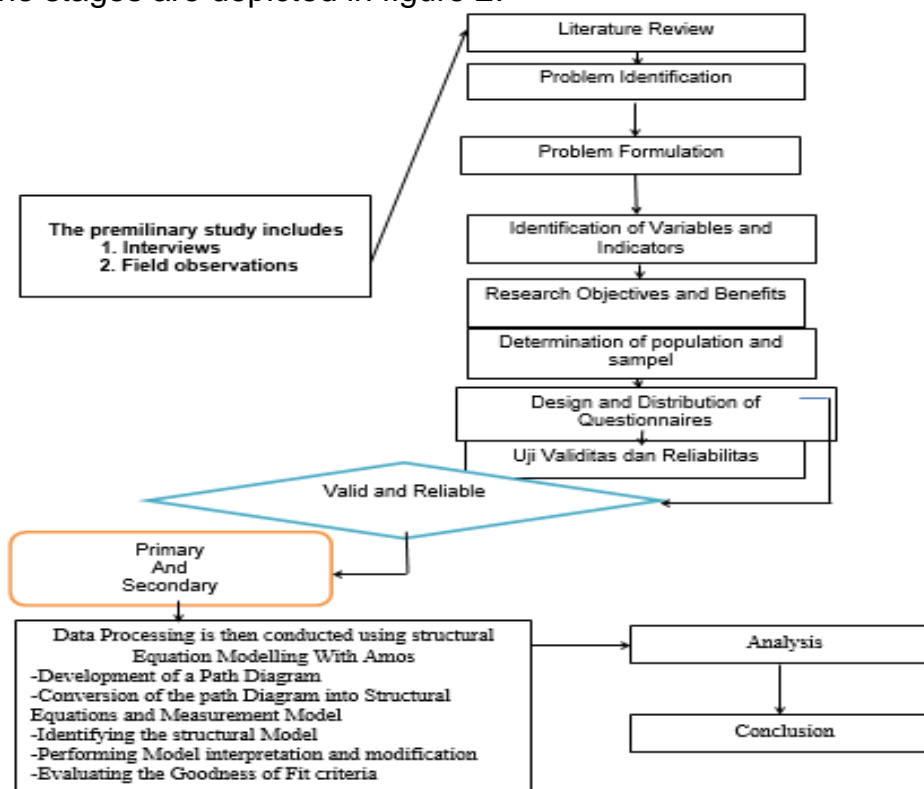 he stages are depicted in figure 2.
Literature Review
Problem Identification
Problem Formulation
The premilinary study includes
1. Interviews
2. Field observations
Identification of Variables and
Indicators
Research Objectives and Benefits
Determination of population and
sampel
Design and Distribution of
Questionnaires
Uji Validitas dan Reliabilitas
Valid and Reliable
Primary
And
Secondary
Data Processing is then conducted using structural
Equation Modelling With Amos
-Development of a Path Diagram
-Conversion of the path Diagram into Structural
Equations and Measurement Model
-Identifying the structural Model
-Performing Model interpretation and modification
-Evaluating the Goodness of Fit criteria
Analysis
Conclusion